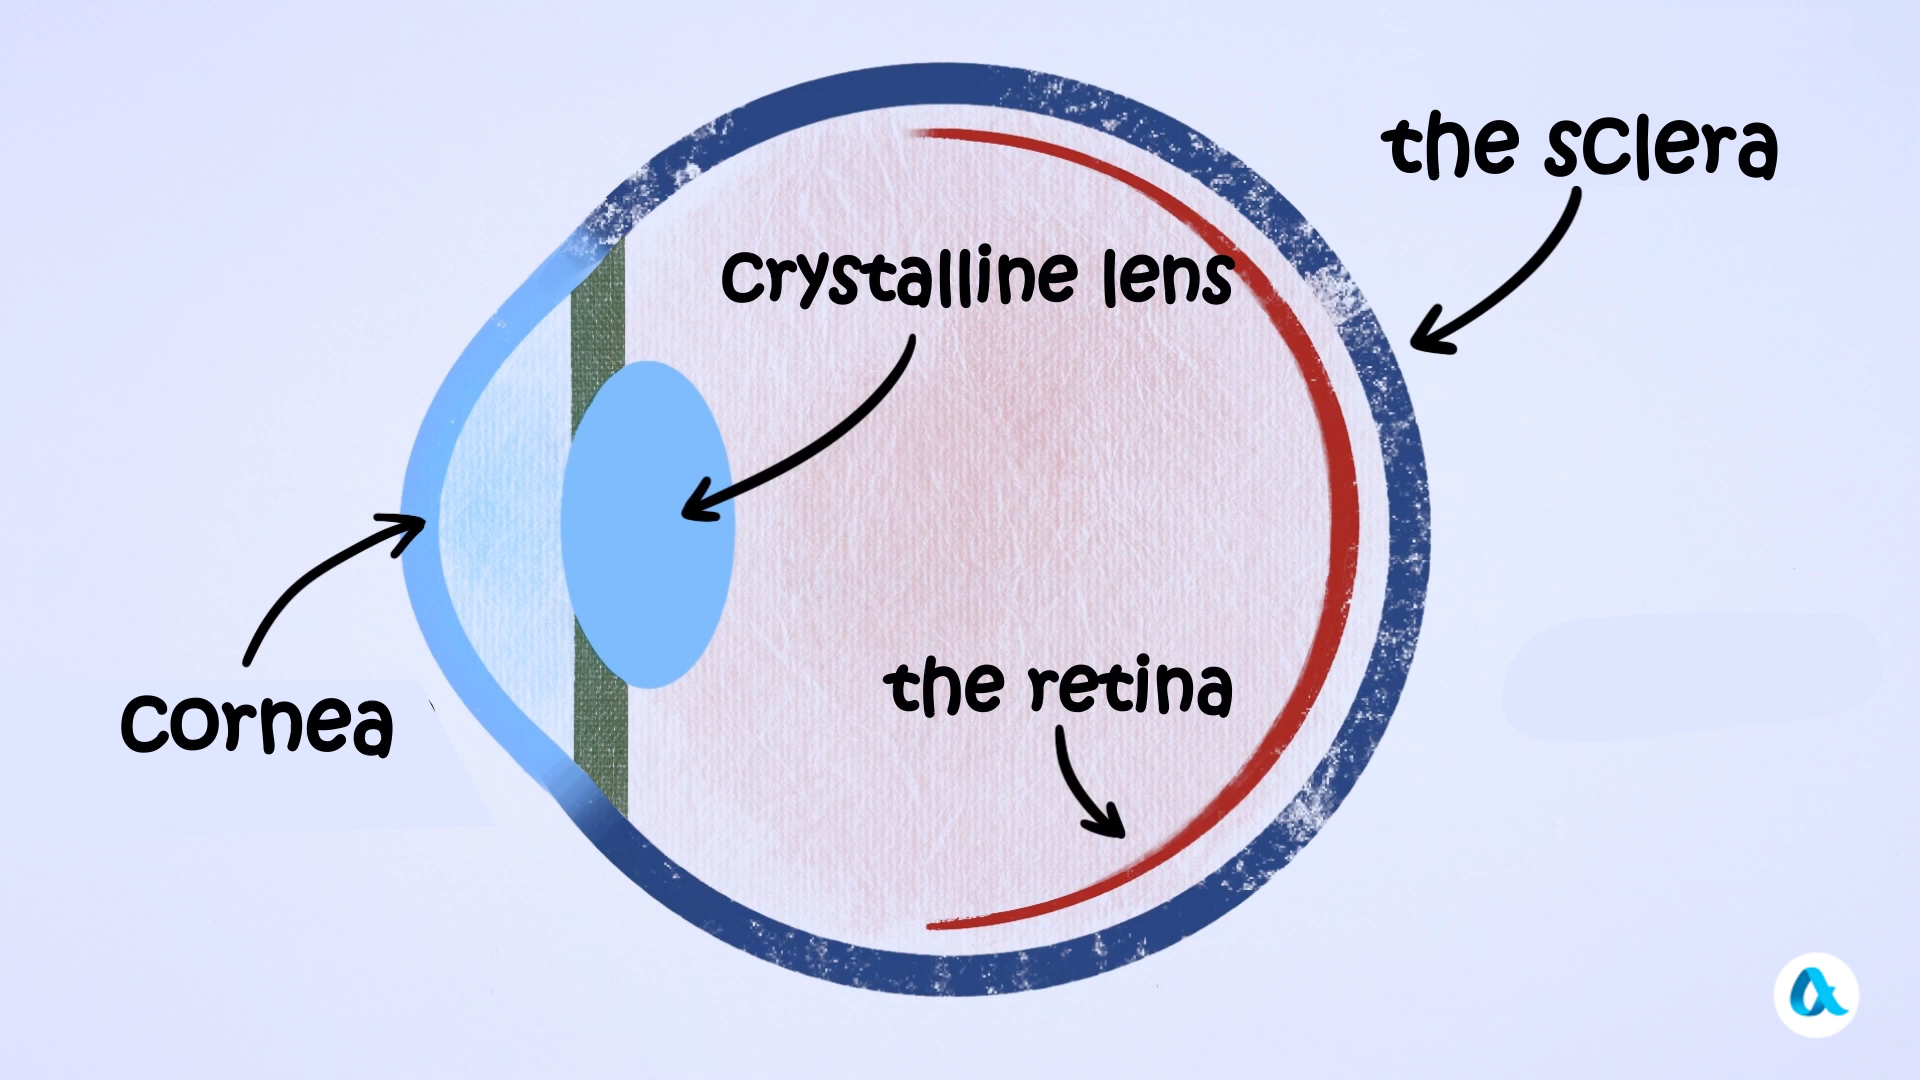 the sclera
crystalline lens
the retina
cornea